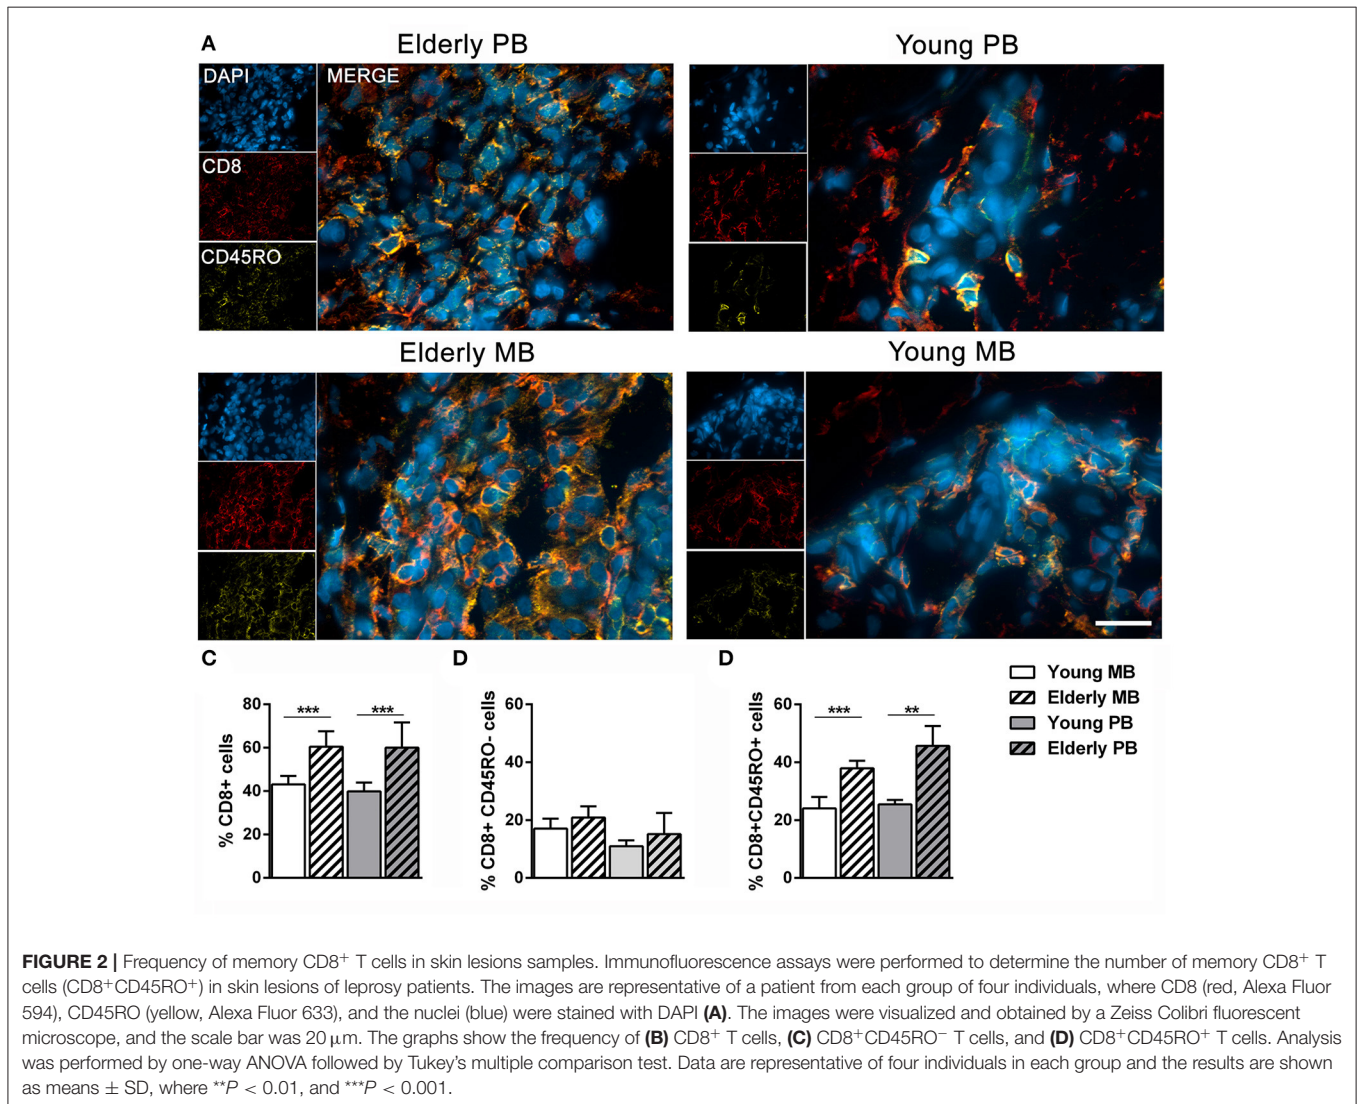 A
Elderly PB
Young PB
DAPI
MERGE
CD8
CD45RO
Elderly MB
Young MB
C
% CD8+ cells
80
60
40
20
0
***
***
D
% CD8+ CD45RO- cells
60
40
20
0
D
% CD8+CD45RO+ cells
60
40
20
0
***
**
Young MB
Elderly MB
Young PB
Elderly PB
FIGURE 2 | Frequency of memory CD8⁺ T cells in skin lesions samples. Immunofluorescence assays were performed to determine the number of memory CD8⁺ T
cells (CD8⁺CD45RO⁺) in skin lesions of leprosy patients. The images are representative of a patient from each group of four individuals, where CD8 (red, Alexa Fluor
594), CD45RO (yellow, Alexa Fluor 633), and the nuclei (blue) were stained with DAPI (A). The images were visualized and obtained by a Zeiss Colibri fluorescent
microscope, and the scale bar was 20 μm. The graphs show the frequency of (B) CD8⁺ T cells, (C) CD8⁺CD45RO⁻ T cells, and (D) CD8⁺CD45RO⁺ T cells. Analysis
was performed by one-way ANOVA followed by Tukey's multiple comparison test. Data are representative of four individuals in each group and the results are shown
as means ± SD, where **P < 0.01, and ***P < 0.001.